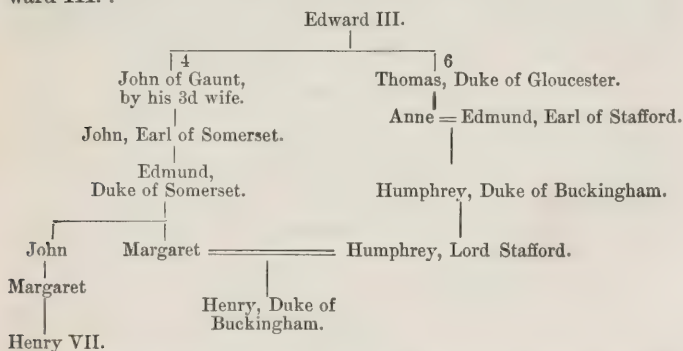 ward III. :
Edward III.
4 6
John of Gaunt, Thomas, Duke of Gloucester.
by his 3d wife.
Anne = Edmund, Earl of Stafford.
John, Earl of Somerset.
Edmund,
Duke of Somerset. Humphrey, Duke of Buckingham.
John Margaret = Humphrey, Lord Stafford.
Margaret
Henry, Duke of
Buckingham.
Henry VII.